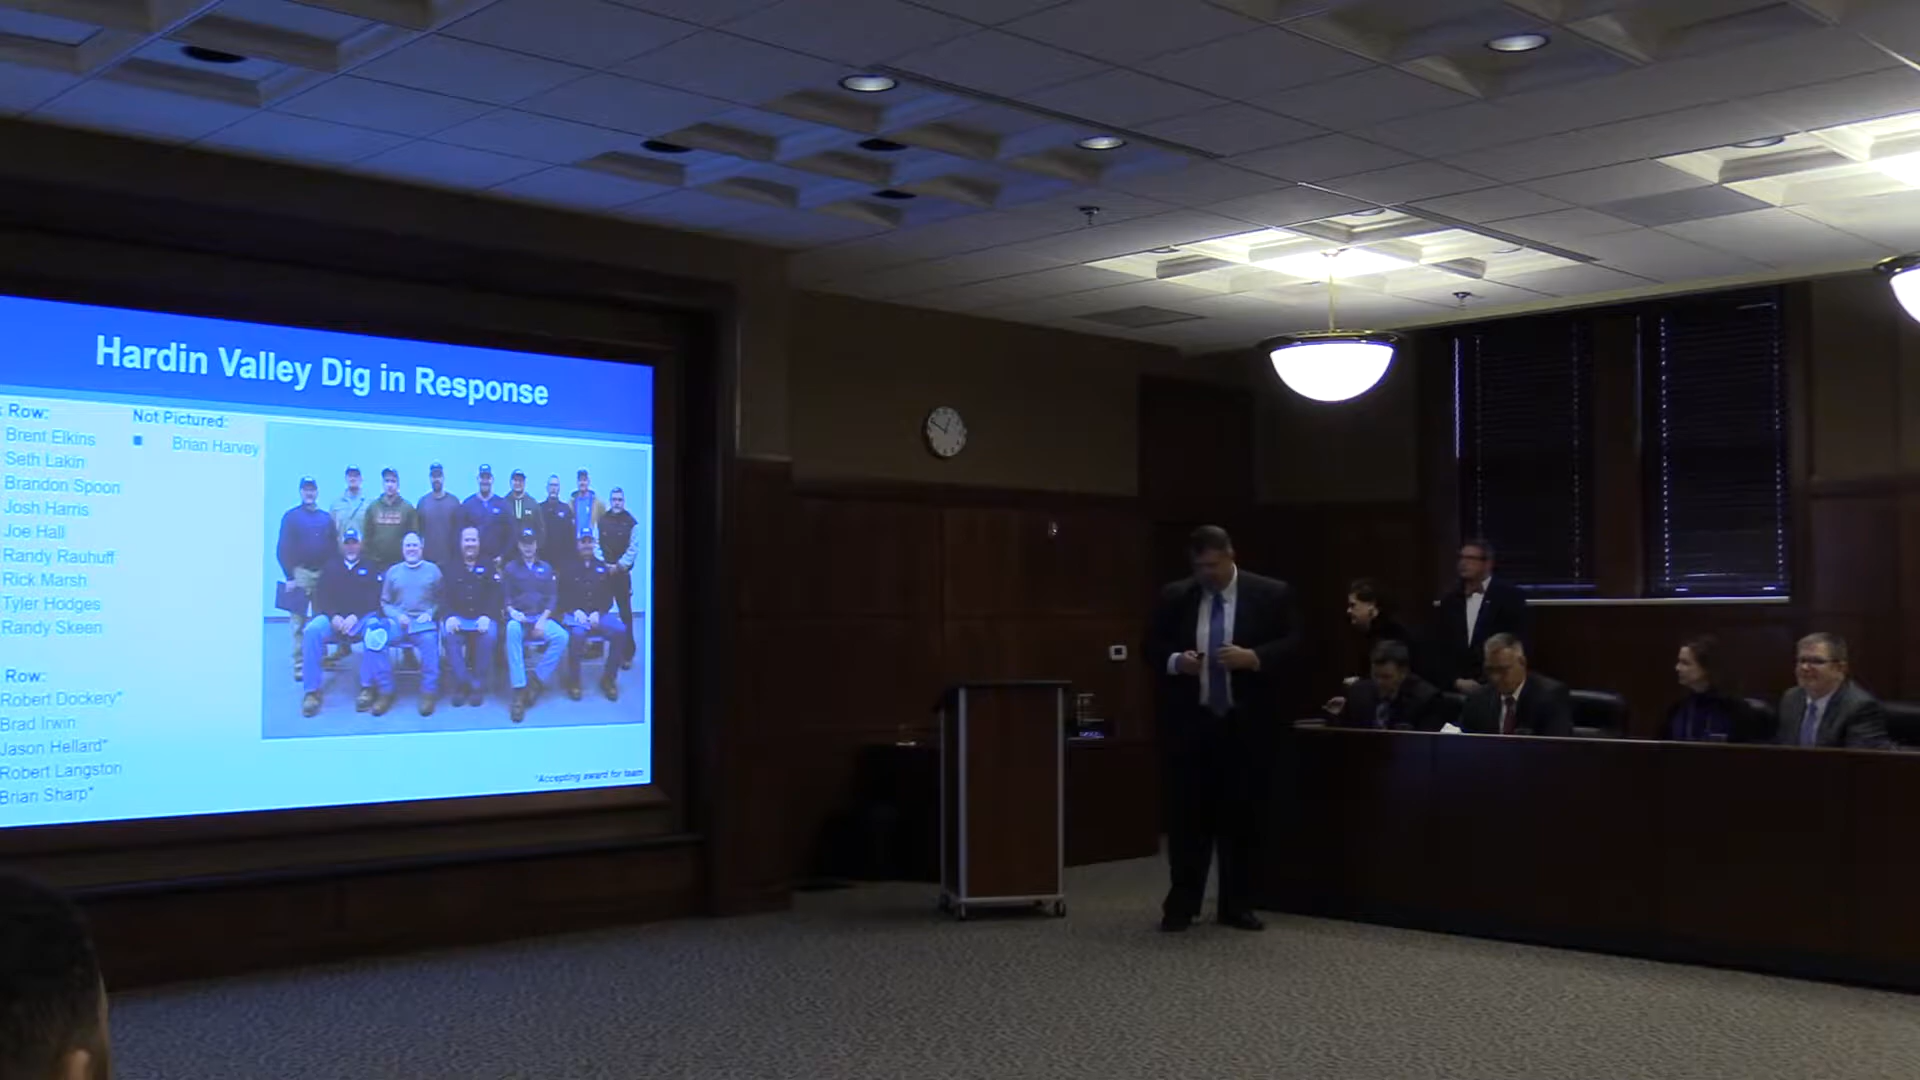 Hardin Valley Dig in Response
Row:
Brent Elkins
Seth Lakin
Brandon Spoon
Josh Harris
Joe Hall
Randy Rauhuff
Rick Marsh
Tyler Hodges
Randy Skeen
Row:
Robert Dockery*
Brad Irwin
Jason Hellard*
Robert Langston
Brian Sharp*
Not Pictured:
Brian Harvey
*Accepting award for team